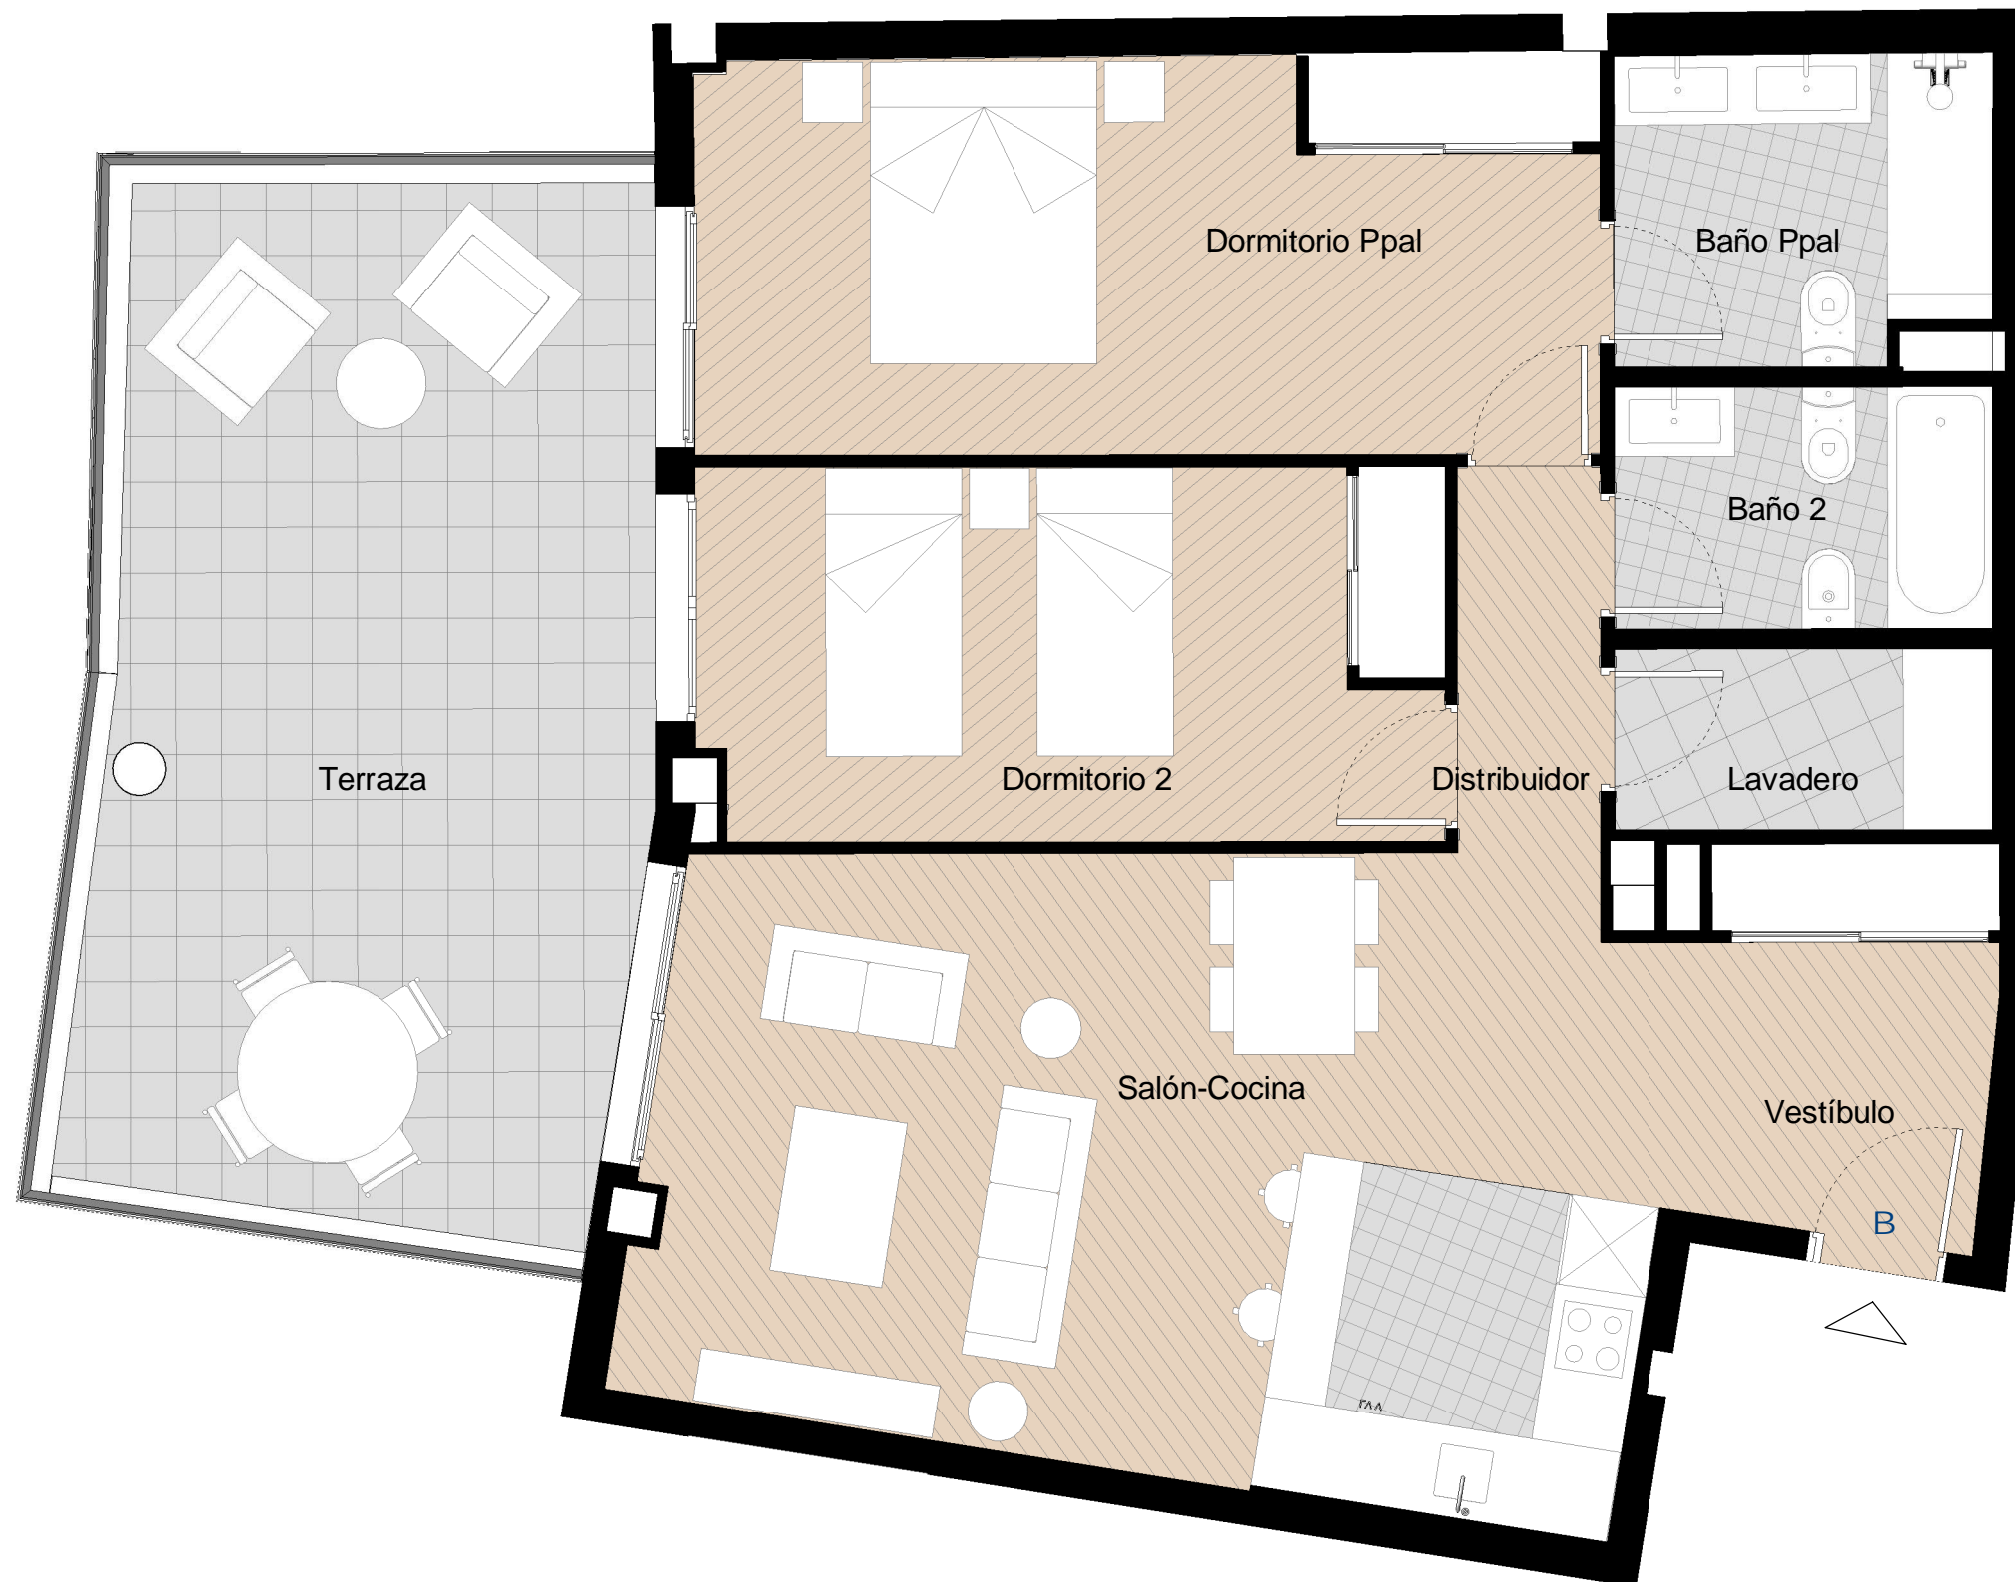 Dormitorio Ppal
Baño Ppal
Baño 2
Terraza
Dormitorio 2
Distribuidor
Lavadero
Salón-Cocina
Vestíbulo
B